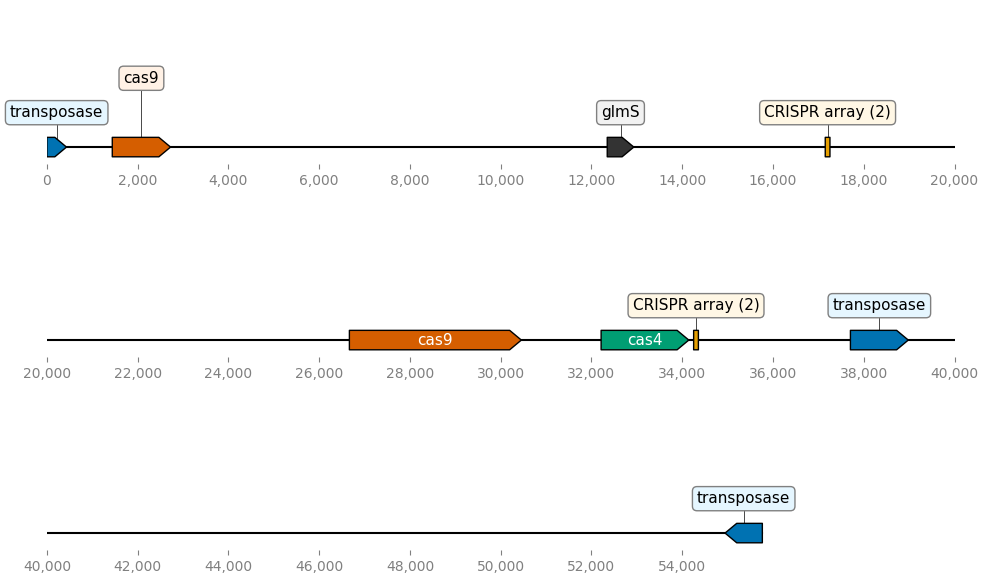 cas9
transposase glmS CRISPR array (2)
0 2,000 4,000 6,000 8,000 10,000 12,000 14,000 16,000 18,000 20,000
CRISPR array (2) transposase
cas9 cas4
20,000 22,000 24,000 26,000 28,000 30,000 32,000 34,000 36,000 38,000 40,000
transposase
40,000 42,000 44,000 46,000 48,000 50,000 52,000 54,000